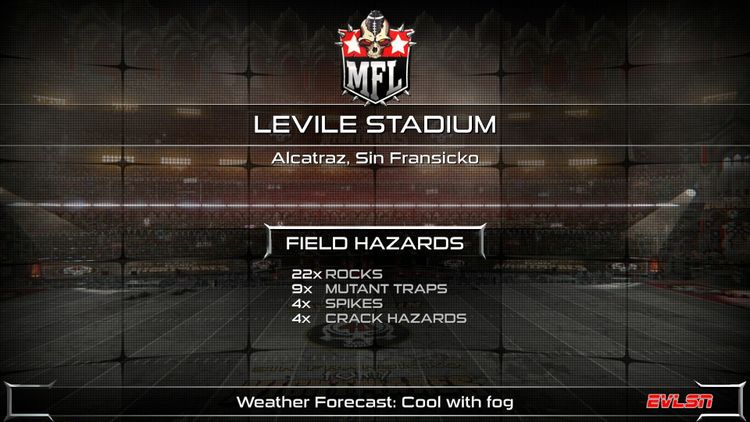 MFL
LEVILE STADIUM
Alcatraz, Sin Fransicko
FIELD HAZARDS
22x ROCKS
9x MUTANT TRAPS
4x SPIKES
4x CRACK HAZARDS
Weather Forecast: Cool with fog
EVLSN